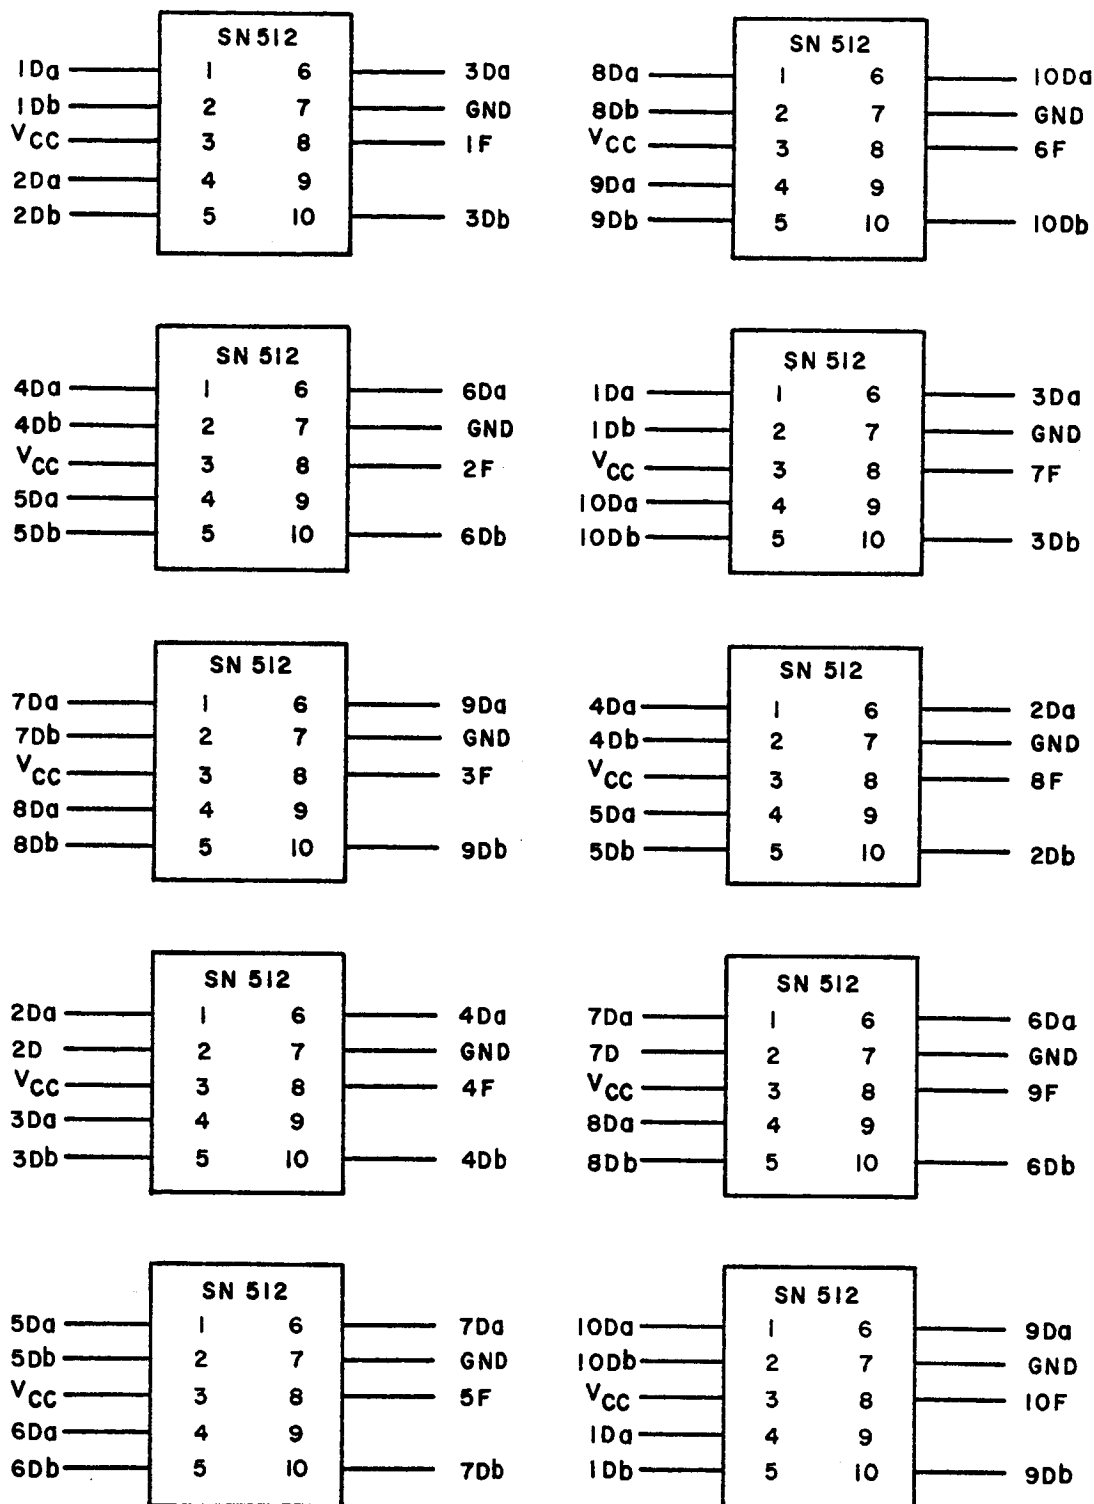 SN 512
1Da 1 6 3Da
1Db 2 7 GND
VCC 3 8 1F
2Da 4 9
2Db 5 10 3Db
SN 512
8Da 1 6 10Da
8Db 2 7 GND
VCC 3 8 6F
9Da 4 9
9Db 5 10 10Db
SN 512
4Da 1 6 6Da
4Db 2 7 GND
VCC 3 8 2F
5Da 4 9
5Db 5 10 6Db
SN 512
1Da 1 6 3Da
1Db 2 7 GND
VCC 3 8 7F
10Da 4 9
10Db 5 10 3Db
SN 512
7Da 1 6 9Da
7Db 2 7 GND
VCC 3 8 3F
8Da 4 9
8Db 5 10 9Db
SN 512
4Da 1 6 2Da
4Db 2 7 GND
VCC 3 8 8F
5Da 4 9
5Db 5 10 2Db
SN 512
2Da 1 6 4Da
2D 2 7 GND
VCC 3 8 4F
3Da 4 9
3Db 5 10 4Db
SN 512
7Da 1 6 6Da
7D 2 7 GND
VCC 3 8 9F
8Da 4 9
8Db 5 10 6Db
SN 512
5Da 1 6 7Da
5Db 2 7 GND
VCC 3 8 5F
6Da 4 9
6Db 5 10 7Db
SN 512
10Da 1 6 9Da
10Db 2 7 GND
VCC 3 8 10F
1Da 4 9
1Db 5 10 9Db